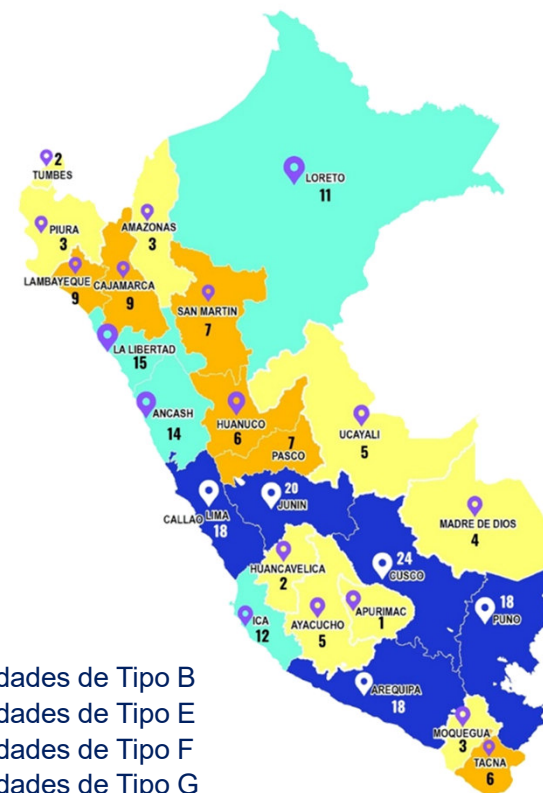 2
TUMBES
PIURA
3
AMAZONAS
3
LORETO
11
LAMBAYEQUE
9
CAJAMARCA
9
SAN MARTIN
7
LA LIBERTAD
15
ANCASH
14
HUANUCO
6
7
PASCO
UCAYALI
5
CALLAO LIMA
18
20
JUNIN
MADRE DE DIOS
4
HUANCAVELICA
2
24
CUSCO
ICA
12
AYACUCHO
5
APURIMAC
1
18
PUNO
AREQUIPA
18
MOQUEGUA
3
TACNA
6
dades de Tipo B
dades de Tipo E
dades de Tipo F
dades de Tipo G